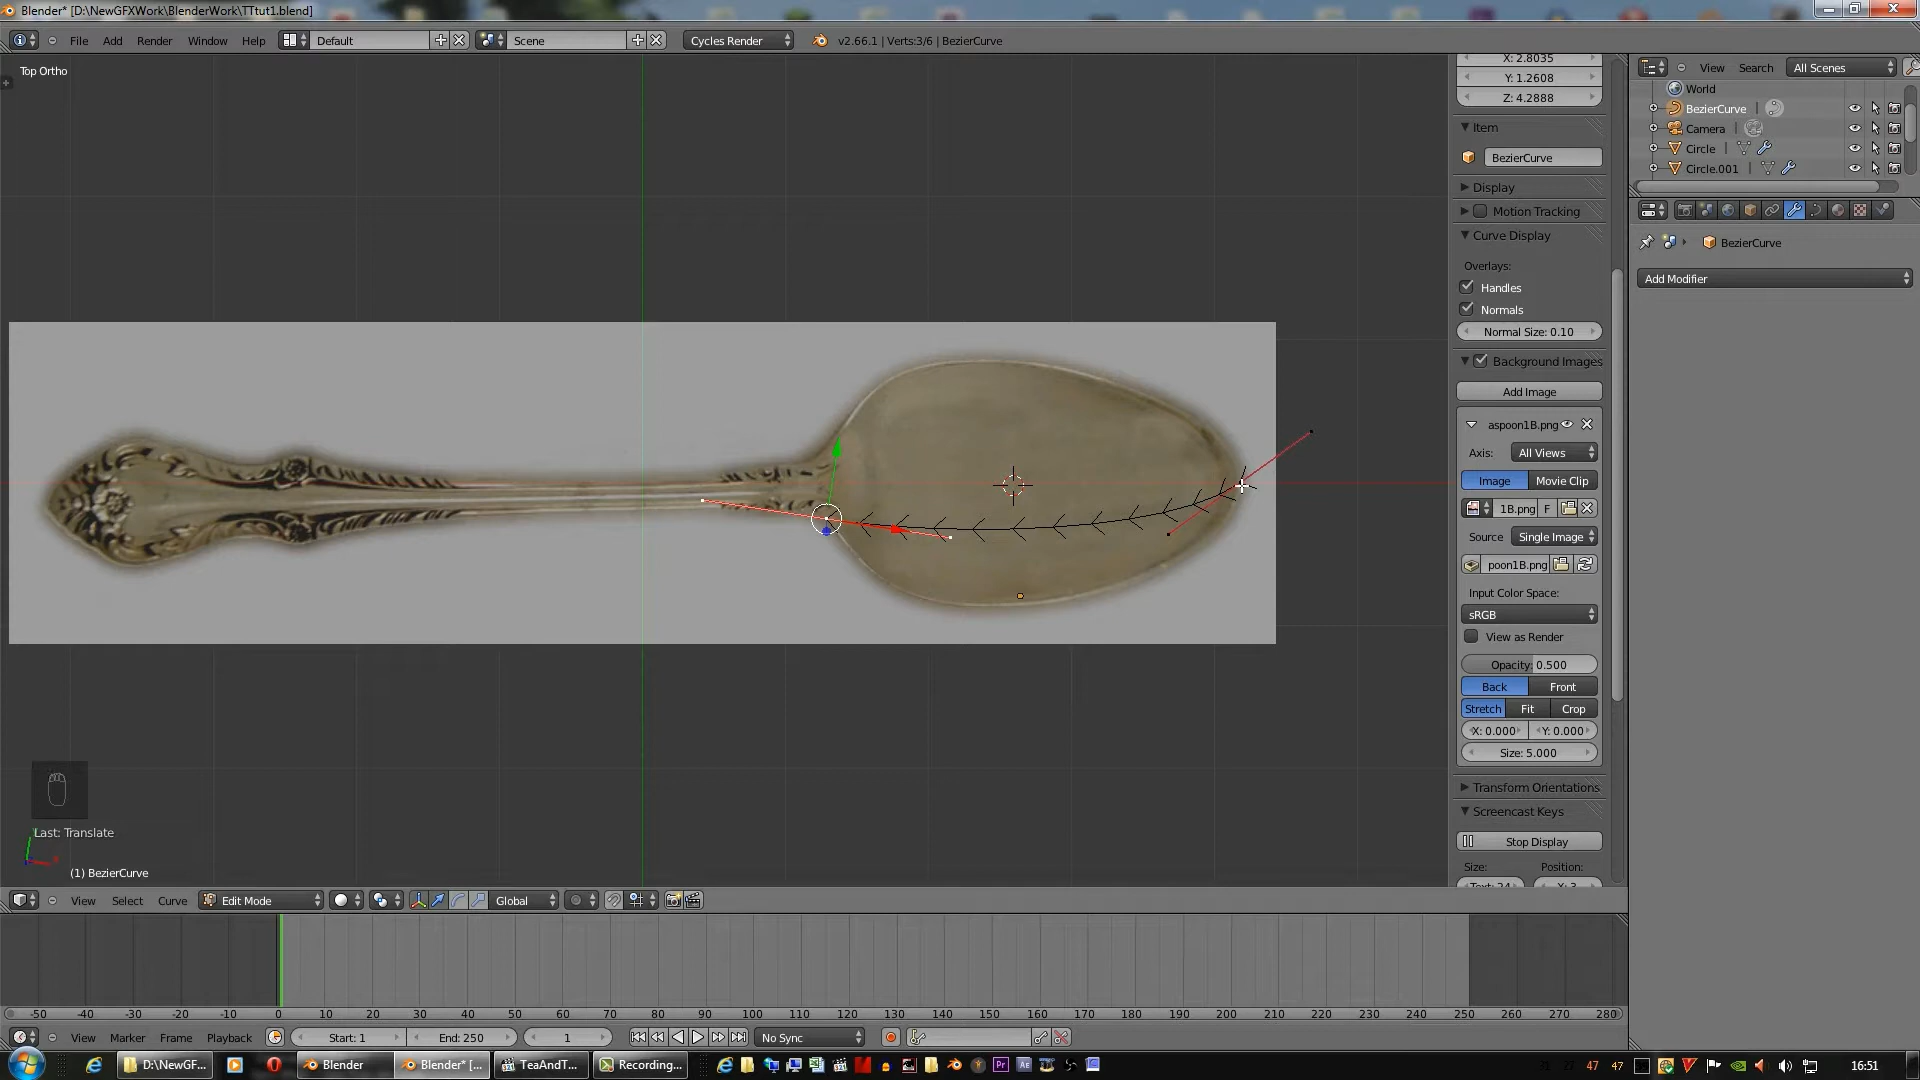 Blender* [D:\NewGFXWork\BlenderWork\TTtut1.blend]
File Add Render Window Help Default Scene Cycles Render v2.66.1 | Verts:3/6 | BezierCurve
Top Ortho
X: 2.8035
Y: 1.2608
Z: 4.2888
Item
BezierCurve
Display
Motion Tracking
Curve Display
Overlays:
Handles
Normals
Normal Size: 0.10
Background Images
Add Image
aspoon1B.png
Axis: All Views
Image Movie Clip
1B.png F
Source Single Image
poon1B.png
Input Color Space:
sRGB
View as Render
Opacity: 0.500
Back Front
Stretch Fit Crop
X: 0.000 Y: 0.000
Size: 5.000
Transform Orientations
Screencast Keys
Stop Display
Size: Position:
Text: 24 X: 3
View Search All Scenes
World
BezierCurve
Camera
Circle
Circle.001
BezierCurve
Add Modifier
Last: Translate
(1) BezierCurve
View Select Curve Edit Mode Global
-50 -40 -30 -20 -10 0 10 20 30 40 50 60 70 80 90 100 110 120 130 140 150 160 170 180 190 200 210 220 230 240 250 260 270 280
View Marker Frame Playback Start: 1 End: 250 1 No Sync
D:\NewGF... Blender Blender* [... TeaAndT... Recording... 47 47 16:51